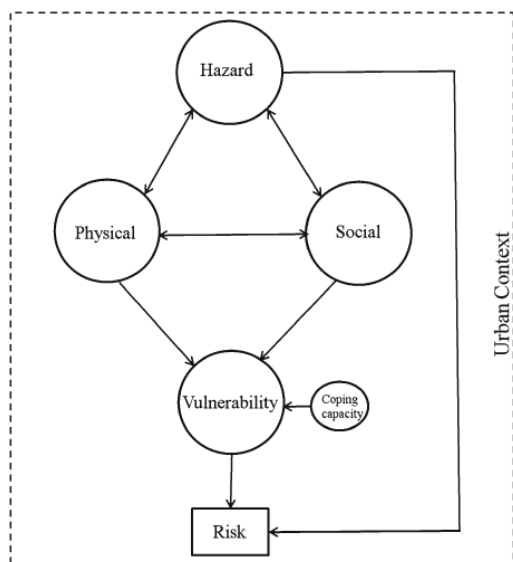 Hazard
Physical
Social
Urban Context
Vulnerability
Coping
capacity
Risk